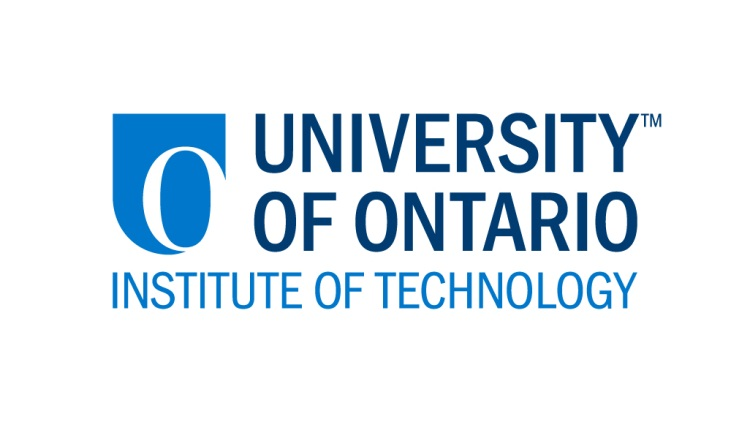 UNIVERSITY™
OF ONTARIO
INSTITUTE OF TECHNOLOGY